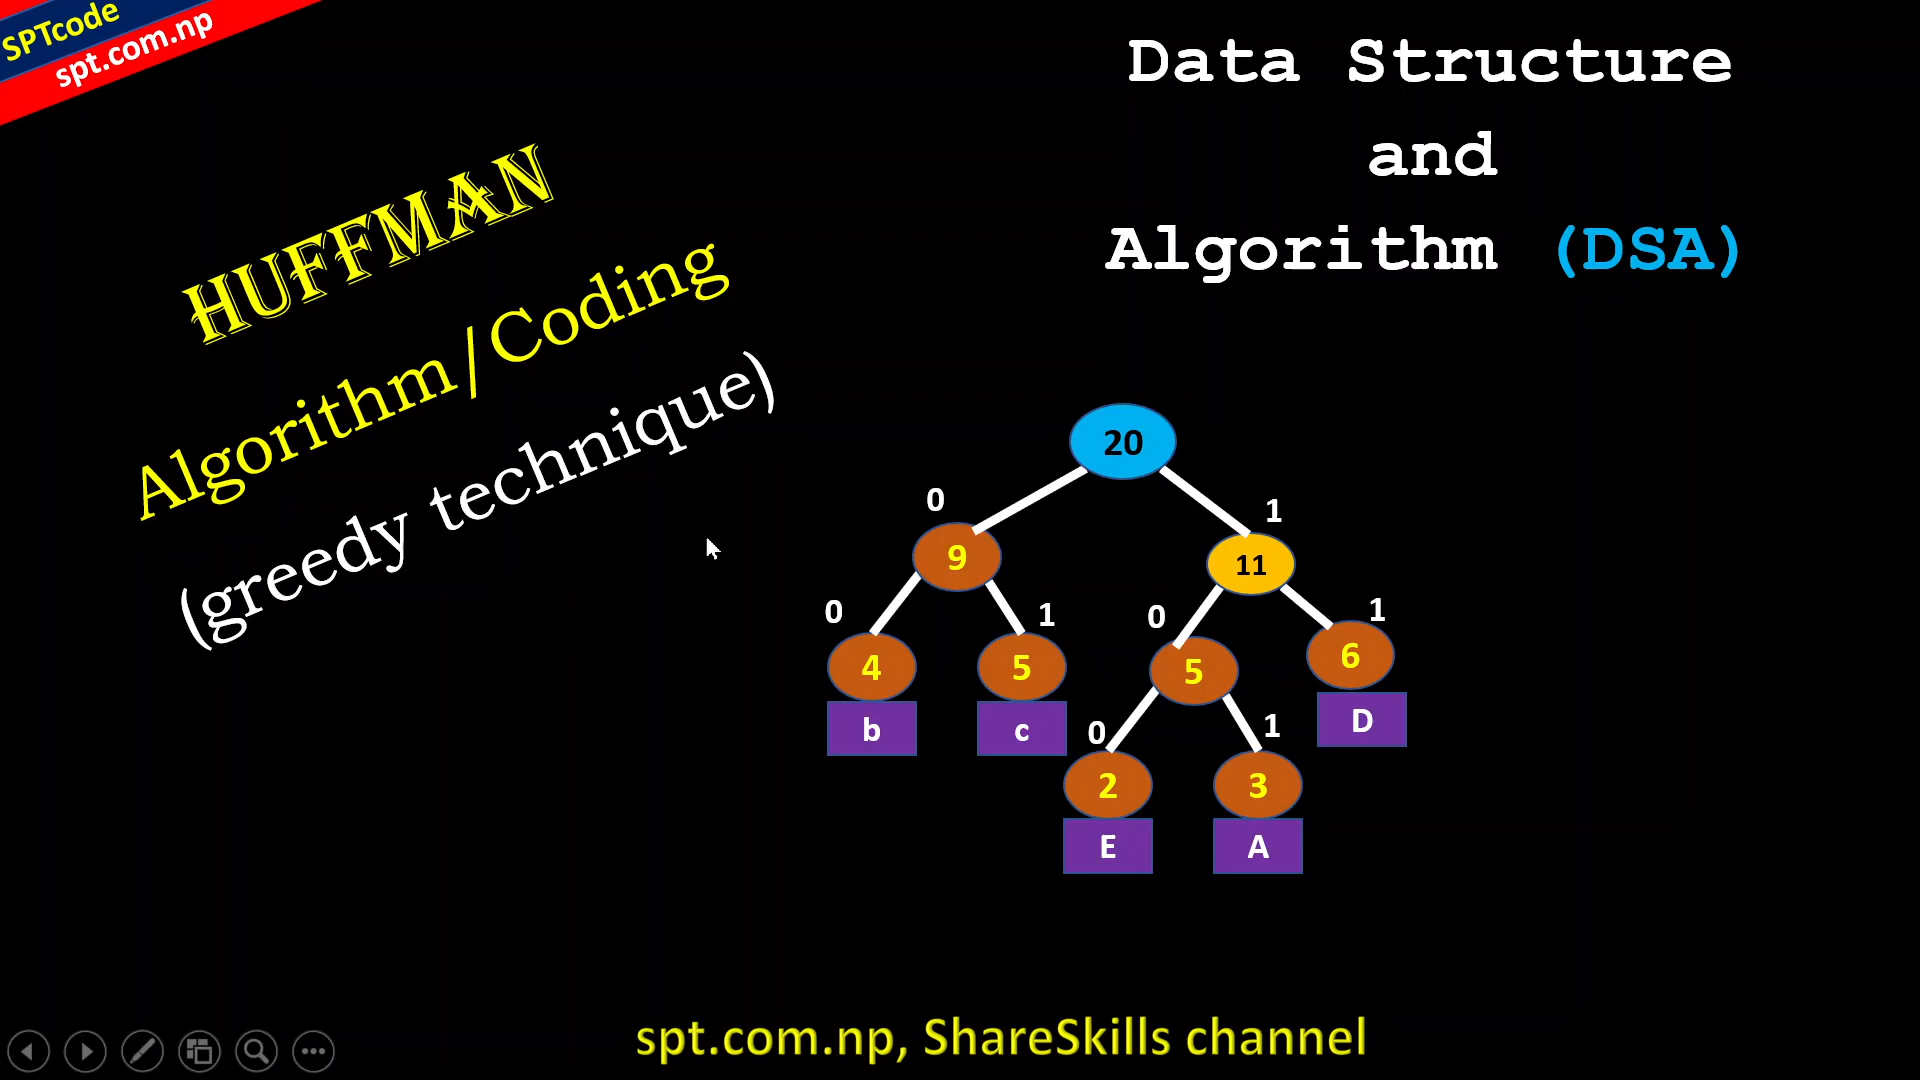 SPTcode
spt.com.np
Data Structure
and
Algorithm (DSA)
HUFFMAN
Algorithm/Coding
(greedy technique)
20
0 1
9 11
0 1 0 1
4 5 5 6
b c D
0 1
2 3
E A
spt.com.np, ShareSkills channel